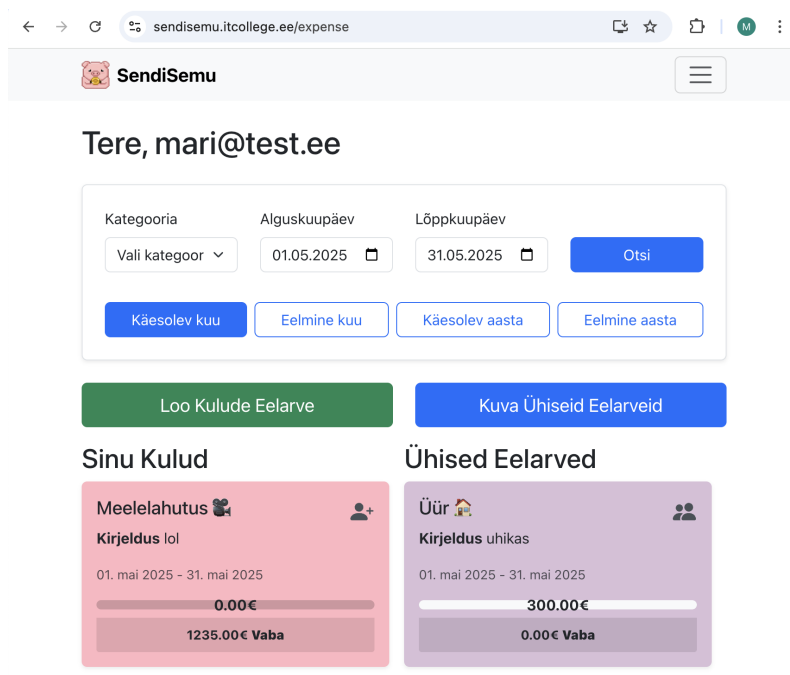 sendisemu.itcollege.ee/expense
M
SendiSemu
Tere, mari@test.ee
Kategooria Alguskuupäev Lõppkuupäev
Vali kategoor 01.05.2025 31.05.2025 Otsi
Käesolev kuu Eelmine kuu Käesolev aasta Eelmine aasta
Loo Kulude Eelarve Kuva Ühiseid Eelarveid
Sinu Kulud
Meelelahutus 🎥
Kirjeldus lol
01. mai 2025 - 31. mai 2025
0.00€
1235.00€ Vaba
Ühised Eelarved
Üür 🏠
Kirjeldus uhikas
01. mai 2025 - 31. mai 2025
300.00€
0.00€ Vaba